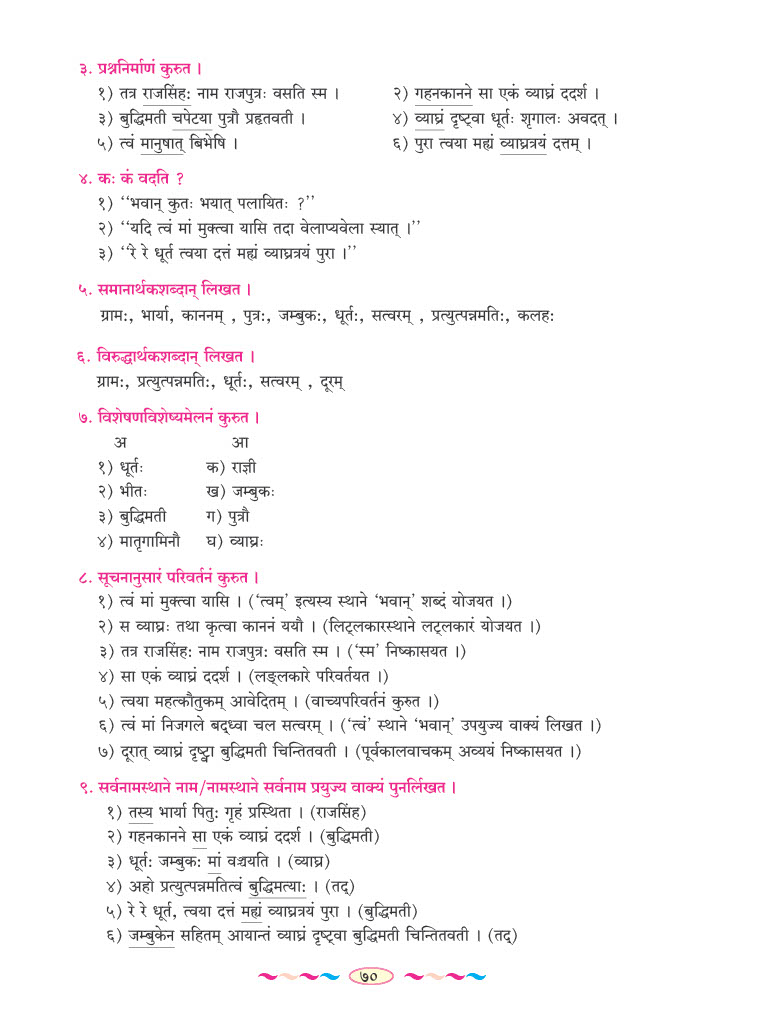 ३. प्रश्ननिर्माणं कुरुत ।
१) तत्र राजसिंहः नाम राजपुत्रः वसति स्म ।
२) गहनकानने सा एकं व्याघ्रं ददर्श ।
३) बुद्धिमती चपेटया पुत्रौ प्रहृतवती ।
४) व्याघ्रं दृष्ट्वा धूर्तः शृगालः अवदत् ।
५) त्वं मानुषात् बिभेषि ।
६) पुरा त्वया मह्यं व्याघ्रत्रयं दत्तम् ।
४. कः कं वदति ?
१) ‘‘भवान् कुतः भयात् पलायितः ?’’
२) ‘‘यदि त्वं मां मुक्त्वा यासि तदा वेलाप्यवेला स्यात् ।’’
३) ‘‘रे रे धूर्त त्वया दत्तं मह्यं व्याघ्रत्रयं पुरा ।’’
५. समानार्थकशब्दान् लिखत ।
ग्रामः, भार्या, काननम् , पुत्रः, जम्बुकः, धूर्तः, सत्वरम् , प्रत्युत्पन्नमतिः, कलहः
६. विरुद्धार्थकशब्दान् लिखत ।
ग्रामः, प्रत्युत्पन्नमतिः, धूर्तः, सत्वरम् , दूरम्
७. विशेषणविशेष्यमेलनं कुरुत ।
अ आ
१) धूर्तः क) राज्ञी
२) भीतः ख) जम्बुकः
३) बुद्धिमती ग) पुत्रौ
४) मातृगामिनौ घ) व्याघ्रः
८. सूचनानुसारं परिवर्तनं कुरुत ।
१) त्वं मां मुक्त्वा यासि । (‘त्वम्’ इत्यस्य स्थाने ‘भवान्’ शब्दं योजयत ।)
२) स व्याघ्रः तथा कृत्वा काननं ययौ । (लिट्लकारस्थाने लट्लकारं योजयत ।)
३) तत्र राजसिंहः नाम राजपुत्रः वसति स्म । (‘स्म’ निष्कासयत ।)
४) सा एकं व्याघ्रं ददर्श । (लङ्लकारे परिवर्तयत ।)
५) त्वया महत्कौतुकम् आवेदितम् । (वाच्यपरिवर्तनं कुरुत ।)
६) त्वं मां निजगले बद्ध्वा चल सत्वरम् । (‘त्वं’ स्थाने ‘भवान्’ उपयुज्य वाक्यं लिखत ।)
७) दूरात् व्याघ्रं दृष्ट्वा बुद्धिमती चिन्तितवती । (पूर्वकालवाचकम् अव्ययं निष्कासयत ।)
९. सर्वनामस्थाने नाम/नामस्थाने सर्वनाम प्रयुज्य वाक्यं पुनर्लिखत ।
१) तस्य भार्या पितुः गृहं प्रस्थिता । (राजसिंह)
२) गहनकानने सा एकं व्याघ्रं ददर्श । (बुद्धिमती)
३) धूर्तः जम्बुकः मां वञ्चयति । (व्याघ्र)
४) अहो प्रत्युत्पन्नमतित्वं बुद्धिमत्याः । (तद्)
५) रे रे धूर्त, त्वया दत्तं मह्यं व्याघ्रत्रयं पुरा । (बुद्धिमती)
६) जम्बुकेन सहितम् आयान्तं व्याघ्रं दृष्ट्वा बुद्धिमती चिन्तितवती । (तद्)
७०